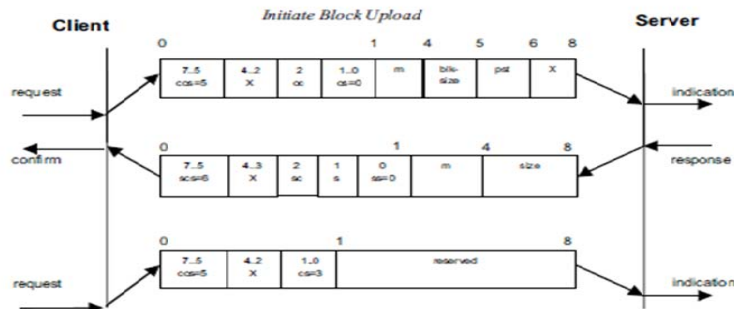 Initiate Block Upload
Client Server
0 1 4 5 6 8
7..5 4..2 2 1..0 m blk- pst X
ccs=5 X cc cs=0 size
request indication
confirm response
0 1 4 8
7..5 4..3 2 1 0 m size
scs=6 X sc s ss=0
0 1 8
7..5 4..2 1..0 reserved
ccs=5 X cs=3
request indication